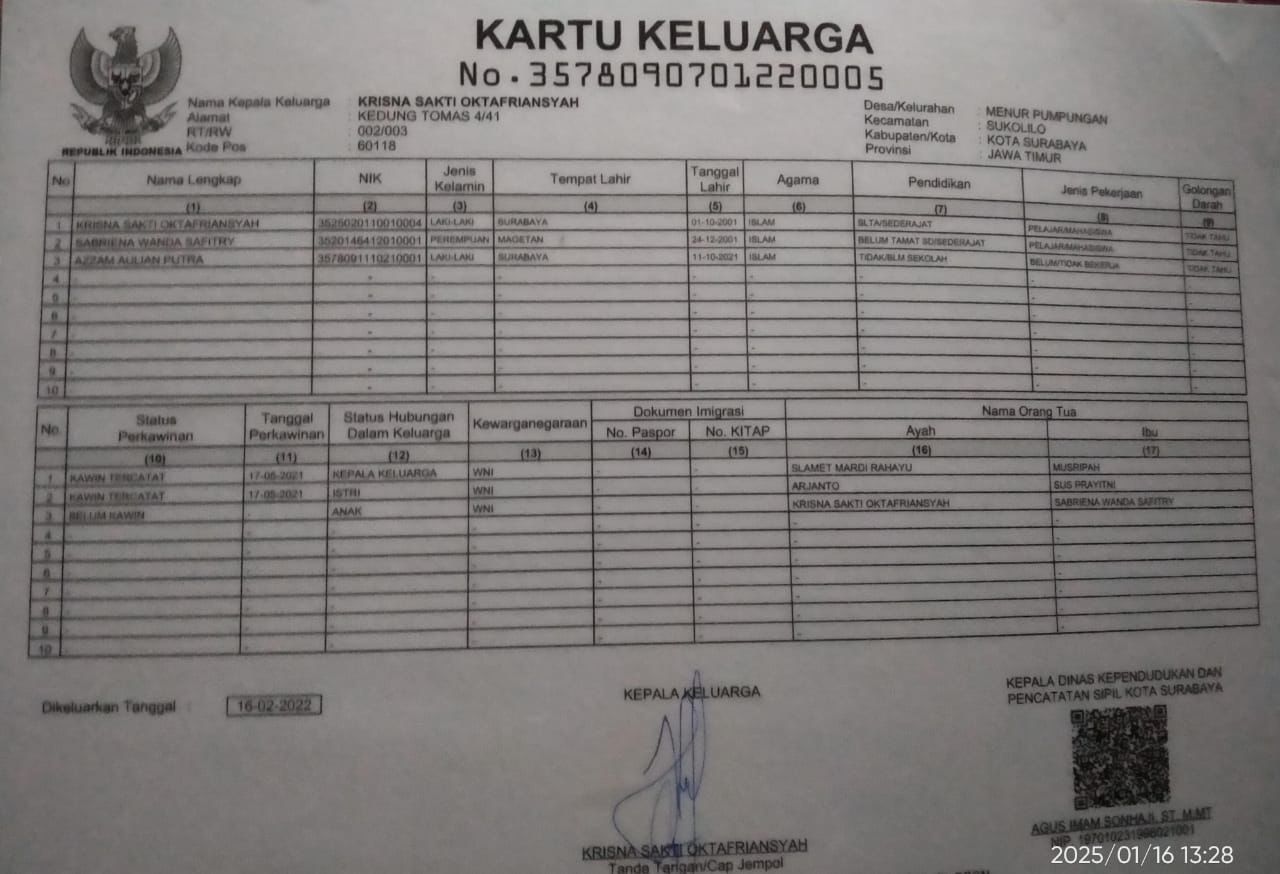 KARTU KELUARGA
No. 3578090701220005
REPUBLIK INDONESIA
Nama Kepala Keluarga : KRISNA SAKTI OKTAFRIANSYAH
Alamat : KEDUNG TOMAS 4/41
RT/RW : 002/003
Kode Pos : 60118
Desa/Kelurahan : MENUR PUMPUNGAN
Kecamatan : SUKOLILO
Kabupaten/Kota : KOTA SURABAYA
Provinsi : JAWA TIMUR
No Nama Lengkap NIK Jenis Kelamin Tempat Lahir Tanggal Lahir Agama Pendidikan Jenis Pekerjaan Golongan Darah
(1) (2) (3) (4) (5) (6) (7) (8) (9)
1 KRISNA SAKTI OKTAFRIANSYAH 3526020110010004 LAKI-LAKI SURABAYA 01-10-2001 ISLAM SLTA/SEDERAJAT PELAJAR/MAHASISWA TIDAK TAHU
2 SABRIENA WANDA SAFITRY 3520146412010001 PEREMPUAN MAGETAN 24-12-2001 ISLAM BELUM TAMAT SD/SEDERAJAT PELAJAR/MAHASISWA TIDAK TAHU
3 AZZAM AULIAN PUTRA 3578091110210001 LAKI-LAKI SURABAYA 11-10-2021 ISLAM TIDAK/BLM SEKOLAH BELUM/TIDAK BEKERJA TIDAK TAHU
4 - - - - - - - - -
5 - - - - - - - - -
6 - - - - - - - - -
7 - - - - - - - - -
8 - - - - - - - - -
9 - - - - - - - - -
10 - - - - - - - - -
No Status Perkawinan Tanggal Perkawinan Status Hubungan Dalam Keluarga Kewarganegaraan Dokumen Imigrasi Nama Orang Tua
No. Paspor No. KITAP Ayah Ibu
(10) (11) (12) (13) (14) (15) (16) (17)
1 KAWIN TERCATAT 17-05-2021 KEPALA KELUARGA WNI - - SLAMET MARDI RAHAYU MUSRIPAH
2 KAWIN TERCATAT 17-05-2021 ISTRI WNI - - ARJANTO SUS PRAYITNI
3 BELUM KAWIN ANAK WNI - - KRISNA SAKTI OKTAFRIANSYAH SABRIENA WANDA SAFITRY
4 - - - - - - - -
5 - - - - - - - -
6 - - - - - - - -
7 - - - - - - - -
8 - - - - - - - -
9 - - - - - - - -
10 - - - - - - - -
Dikeluarkan Tanggal : 16-02-2022
KEPALA KELUARGA
KRISNA SAKTI OKTAFRIANSYAH
Tanda Tangan/Cap Jempol
KEPALA DINAS KEPENDUDUKAN DAN
PENCATATAN SIPIL KOTA SURABAYA
AGUS IMAM SONHAJI, ST, M.MT
NIP. 197010231998021001
2025/01/16 13:28